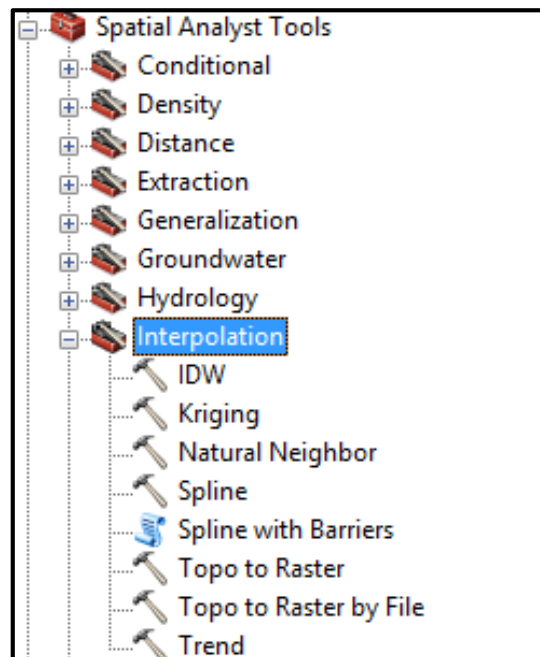 Spatial Analyst Tools
Conditional
Density
Distance
Extraction
Generalization
Groundwater
Hydrology
Interpolation
IDW
Kriging
Natural Neighbor
Spline
Spline with Barriers
Topo to Raster
Topo to Raster by File
Trend